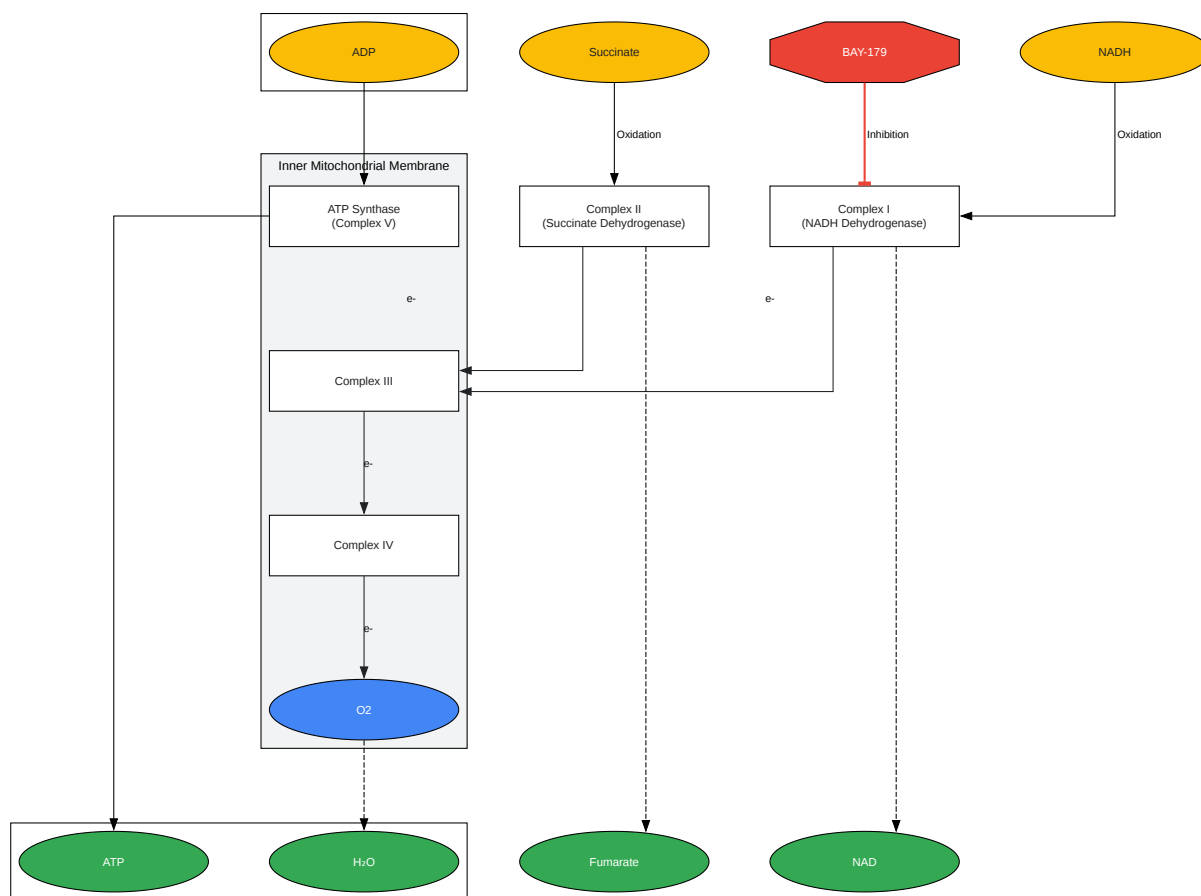 ADP
Succinate
BAY-179
NADH
Oxidation
Inhibition
Oxidation
Inner Mitochondrial Membrane
ATP Synthase
(Complex V)
Complex II
(Succinate Dehydrogenase)
Complex I
(NADH Dehydrogenase)
e-
e-
Complex III
e-
Complex IV
e-
O2
ATP
H₂O
Fumarate
NAD